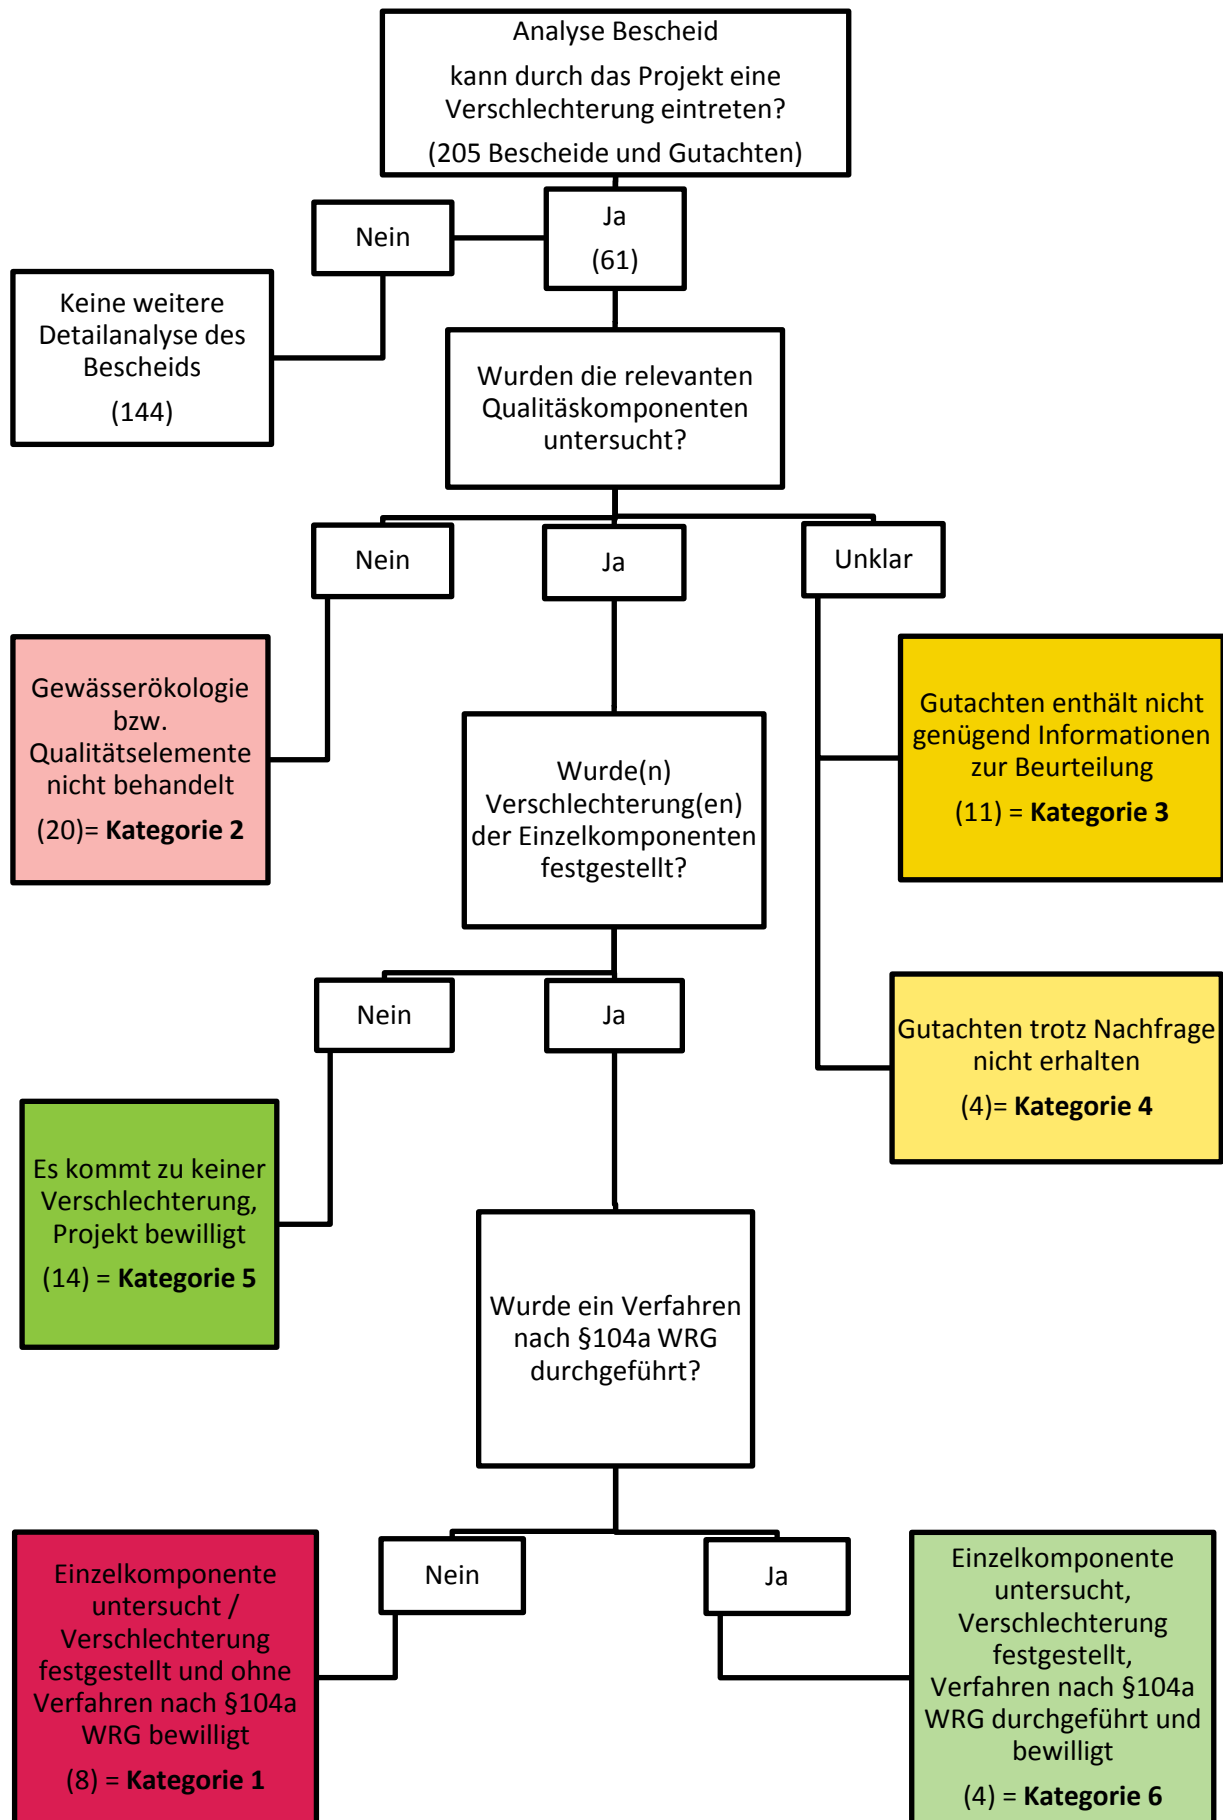 Analyse Bescheid
kann durch das Projekt eine
Verschlechterung eintreten?
(205 Bescheide und Gutachten)
Nein
Ja
(61)
Keine weitere
Detailanalyse des
Bescheids
(144)
Wurden die relevanten
Qualitäskomponenten
untersucht?
Nein
Ja
Unklar
Gewässerökologie
bzw.
Qualitätselemente
nicht behandelt
(20)= Kategorie 2
Gutachten enthält nicht
genügend Informationen
zur Beurteilung
(11) = Kategorie 3
Wurde(n)
Verschlechterung(en)
der Einzelkomponenten
festgestellt?
Nein
Ja
Gutachten trotz Nachfrage
nicht erhalten
(4)= Kategorie 4
Es kommt zu keiner
Verschlechterung,
Projekt bewilligt
(14) = Kategorie 5
Wurde ein Verfahren
nach §104a WRG
durchgeführt?
Nein
Ja
Einzelkomponente
untersucht /
Verschlechterung
festgestellt und ohne
Verfahren nach §104a
WRG bewilligt
(8) = Kategorie 1
Einzelkomponente
untersucht,
Verschlechterung
festgestellt,
Verfahren nach §104a
WRG durchgeführt und
bewilligt
(4) = Kategorie 6